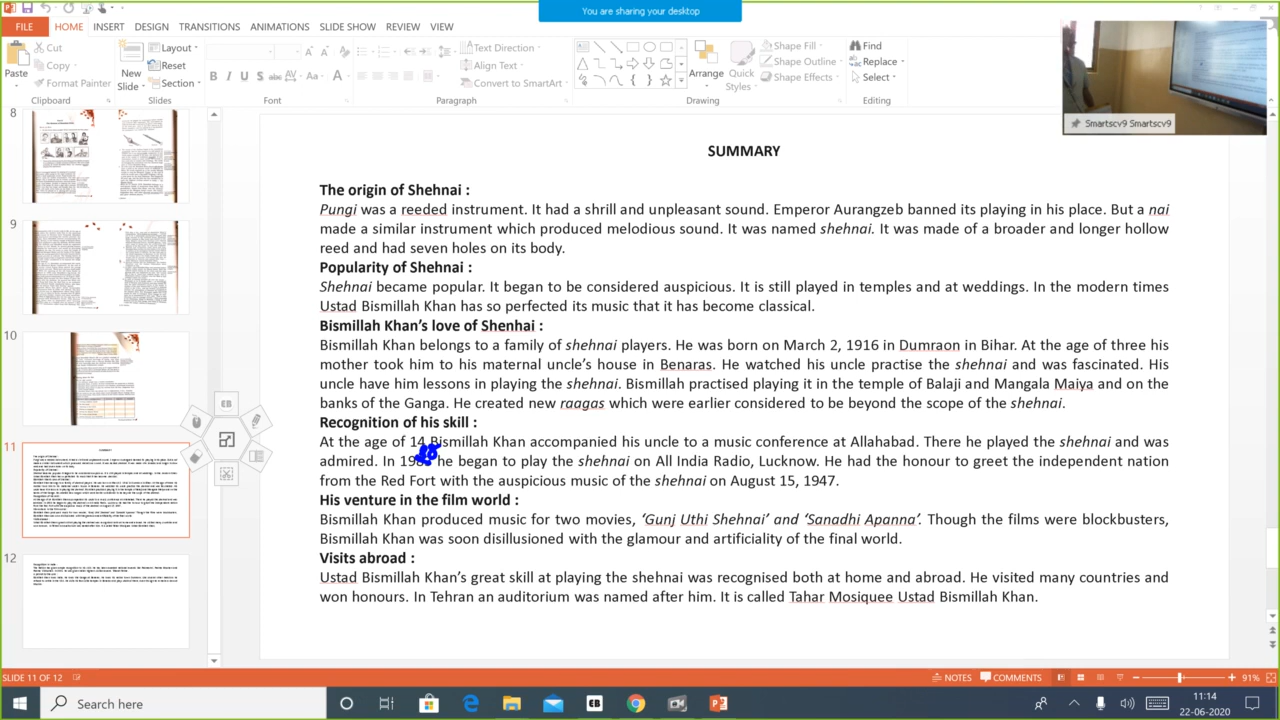 You are sharing your desktop
FILE HOME INSERT DESIGN TRANSITIONS ANIMATIONS SLIDE SHOW REVIEW VIEW
Paste
Cut
Copy
Format Painter
Clipboard
New
Slide
Layout
Reset
Section
Slides
B I U S abc AV Aa A
Font
Text Direction
Align Text
Convert to SmartArt
Paragraph
Arrange
Quick
Styles
Shape Fill
Shape Outline
Shape Effects
Drawing
Find
Replace
Select
Editing
Smartscv9 Smartscv9
8
9
10
11
12
EB
SUMMARY
The origin of Shehnai :
Pungi was a reeded instrument. It had a shrill and unpleasant sound. Emperor Aurangzeb banned its playing in his place. But a nai
made a similar instrument which produced melodious sound. It was named shehnai. It was made of a broader and longer hollow
reed and had seven holes on its body.
Popularity of Shehnai :
Shehnai became popular. It began to be considered auspicious. It is still played in temples and at weddings. In the modern times
Ustad Bismillah Khan has so perfected its music that it has become classical.
Bismillah Khan's love of Shenhai :
Bismillah Khan belongs to a family of shehnai players. He was born on March 2, 1916 in Dumraon in Bihar. At the age of three his
mother took him to his maternal uncle's house in Benaras. He watched his uncle practise the shehnai and was fascinated. His
uncle have him lessons in playing the shehnai. Bismillah practised playing it in the temple of Balaji and Mangala Maiya and on the
banks of the Ganga. He created new raagas which were earlier considered to be beyond the scope of the shehnai.
Recognition of his skill :
At the age of 14 Bismillah Khan accompanied his uncle to a music conference at Allahabad. There he played the shehnai and was
admired. In he began to play the shehnai on All India Radio, Lucknow. He had the honour to greet the independent nation
from the Red Fort with the auspicious music of the shehnai on August 15, 1947.
His venture in the film world :
Bismillah Khan produced music for two movies, ‘Gunj Uthi Shehnai’ and ‘Sanadhi Apanna’. Though the films were blockbusters,
Bismillah Khan was soon disillusioned with the glamour and artificiality of the final world.
Visits abroad :
Ustad Bismillah Khan's great skill at playing the shehnai was recognised both at home and abroad. He visited many countries and
won honours. In Tehran an auditorium was named after him. It is called Tahar Mosiquee Ustad Bismillah Khan.
SLIDE 11 OF 12
NOTES COMMENTS 91%
Search here
EB
11:14
22-06-2020